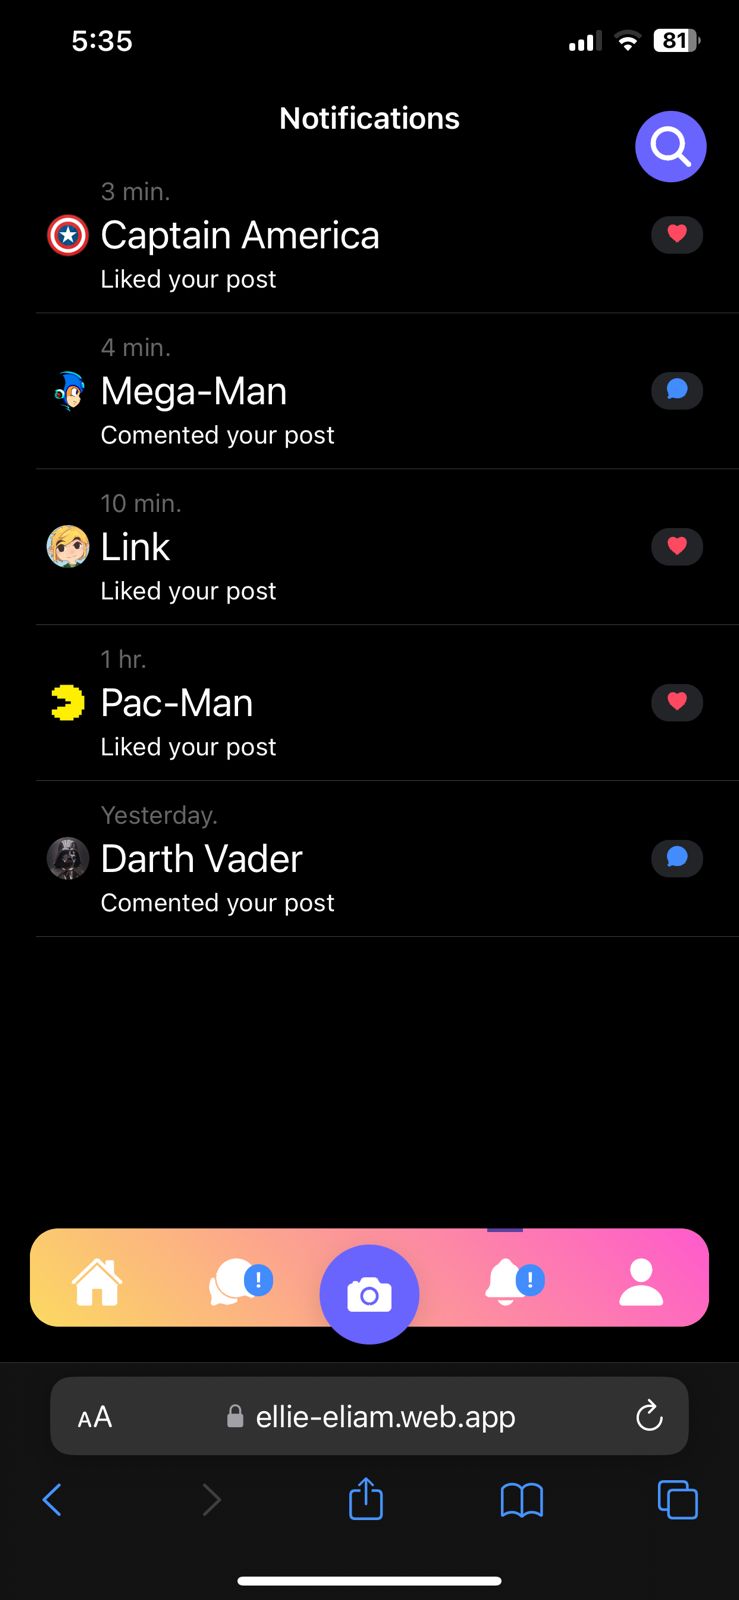 5:35
81
Notifications
3 min.
Captain America
Liked your post
4 min.
Mega-Man
Comented your post
10 min.
Link
Liked your post
1 hr.
Pac-Man
Liked your post
Yesterday.
Darth Vader
Comented your post
! !
AA ellie-eliam.web.app